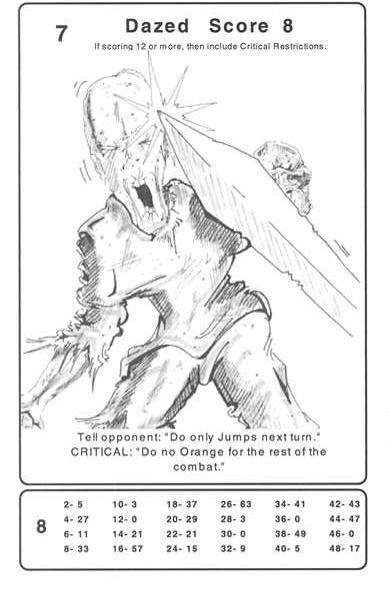 7
Dazed Score 8
If scoring 12 or more, then include Critical Restrictions.
Tell opponent: "Do only Jumps next turn."
CRITICAL: "Do no Orange for the rest of the
combat."
8
2- 5 10- 3 18- 37 26- 63 34- 41 42- 43
4- 27 12- 0 20- 29 28- 3 36- 0 44- 47
6- 11 14- 21 22- 21 30- 0 38- 49 46- 0
8- 33 16- 57 24- 15 32- 9 40- 5 48- 17